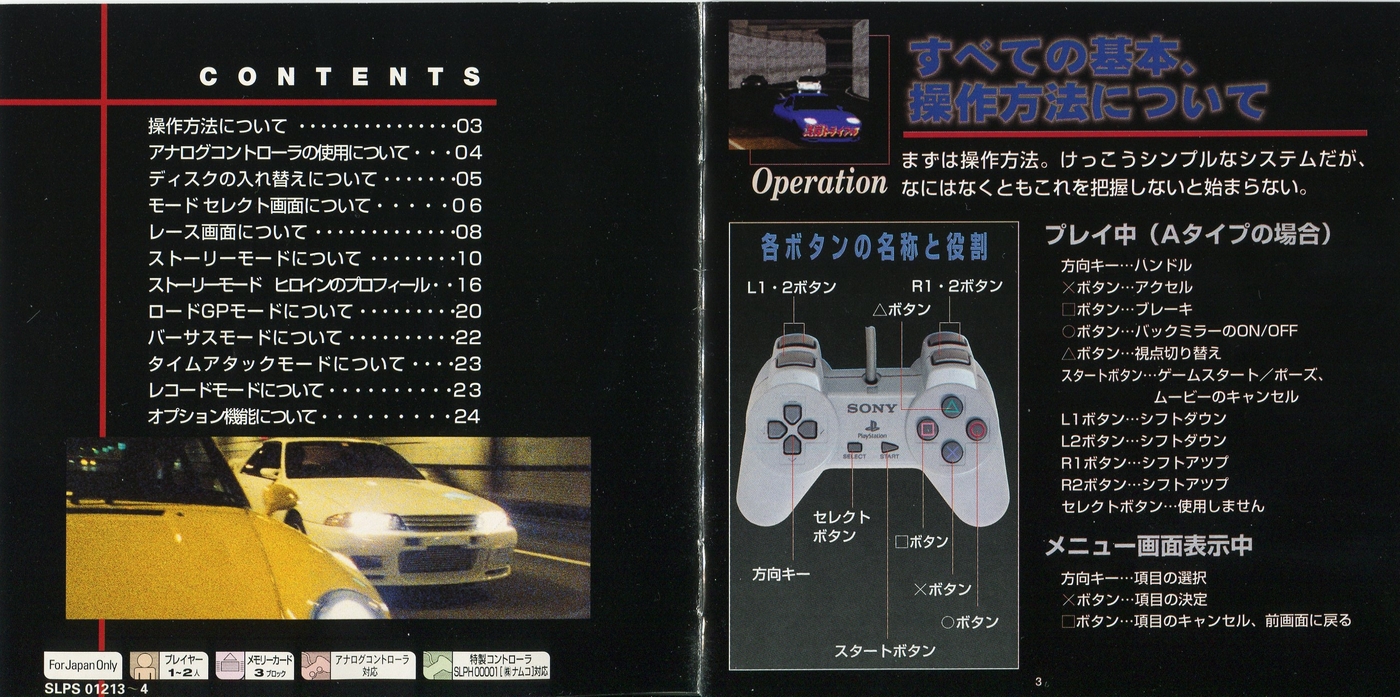 CONTENTS
操作方法について ・・・・・・・・・・・・・・・03
アナログコントローラの使用について・・・04
ディスクの入れ替えについて・・・・・・・05
モード セレクト画面について・・・・・06
レース画面について・・・・・・・・・・・・・08
ストーリーモードについて・・・・・・・・10
ストーリーモード ヒロインのプロフィール・・16
ロードGPモードについて・・・・・・・・・20
バーサスモードについて・・・・・・・・・・22
タイムアタックモードについて・・・・23
レコードモードについて・・・・・・・・・23
オプション機能について・・・・・・・・・24
For Japan Only
プレイヤー
1~2人
メモリーカード
3ブロック
アナログコントローラ
対応
特製コントローラ
SLPH 00001[㈱ナムコ]対応
SLPS 01213~4
すべての基本、
操作方法について
Operation
まずは操作方法。けっこうシンプルなシステムだが、
なにはなくともこれを把握しないと始まらない。
各ボタンの名称と役割
L1・2ボタン
R1・2ボタン
△ボタン
SONY
PlayStation
SELECT
START
セレクト
ボタン
□ボタン
方向キー
×ボタン
○ボタン
スタートボタン
プレイ中(Aタイプの場合)
方向キー…ハンドル
×ボタン…アクセル
□ボタン…ブレーキ
○ボタン…バックミラーのON/OFF
△ボタン…視点切り替え
スタートボタン…ゲームスタート/ポーズ、
ムービーのキャンセル
L1ボタン…シフトダウン
L2ボタン…シフトダウン
R1ボタン…シフトアツプ
R2ボタン…シフトアツプ
セレクトボタン…使用しません
メニュー画面表示中
方向キー…項目の選択
×ボタン…項目の決定
□ボタン…項目のキャンセル、前画面に戻る
3